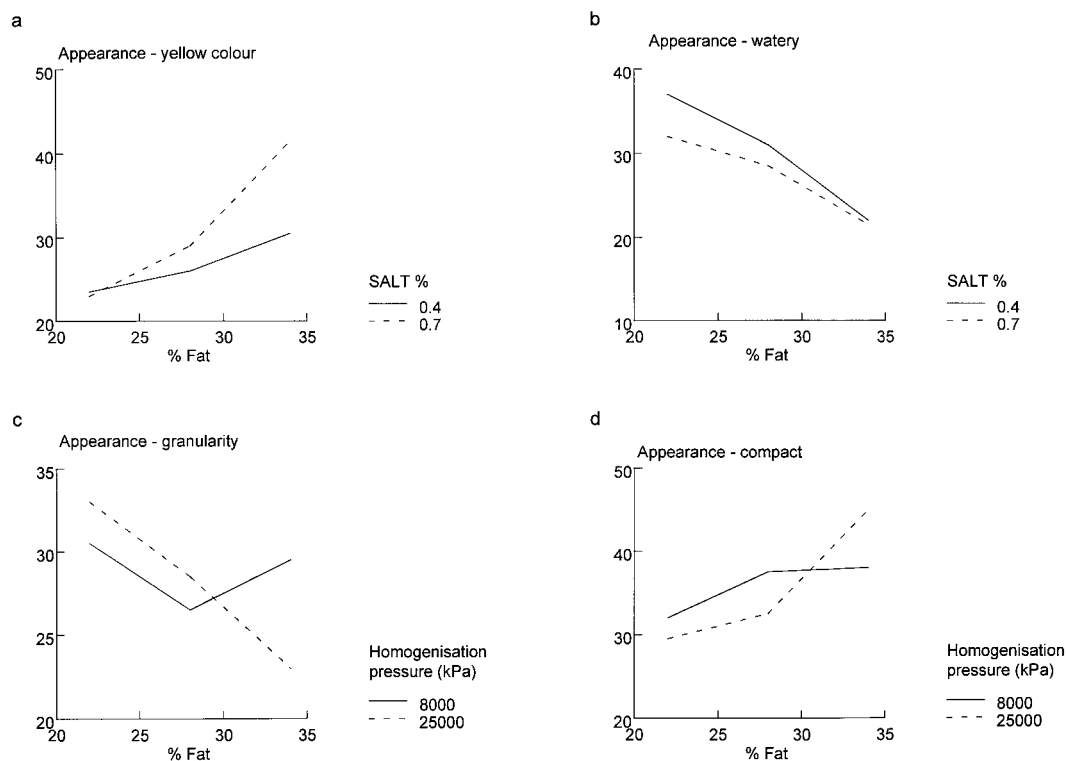 a
Appearance - yellow colour
50
40
30
20
20 25 30 35
% Fat
SALT %
0.4
0.7
b
Appearance - watery
40
30
20
10
20 25 30 35
% Fat
SALT %
0.4
0.7
c
Appearance - granularity
35
30
25
20
20 25 30 35
% Fat
Homogenisation
pressure (kPa)
8000
25000
d
Appearance - compact
50
40
30
20
20 25 30 35
% Fat
Homogenisation
pressure (kPa)
8000
25000